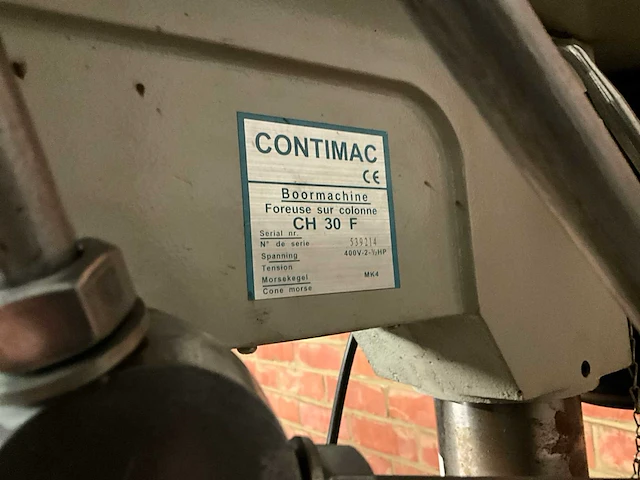 CONTIMAC
CE
Boormachine
Foreuse sur colonne
CH 30 F
Serial nr.
N° de serie
Spanning 400V-2-½HP
Tension
Morsekegel MK4
Cone morse